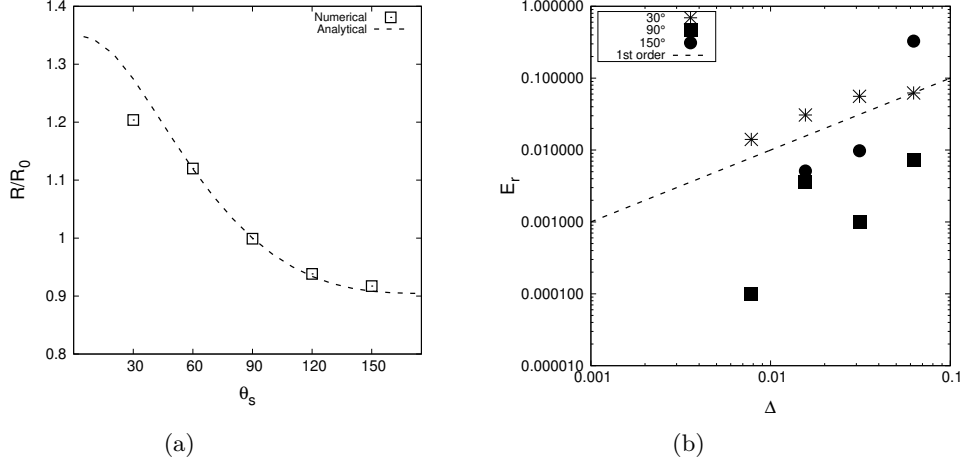 1.4
1.3
1.2
1.1
1
0.9
0.8
30 60 90 120 150
R/R0
θs
Numerical
Analytical
(a)
1.000000
0.100000
0.010000
0.001000
0.000100
0.000010
0.001 0.01 0.1
Er
Δ
30°
90°
150°
1st order
(b)